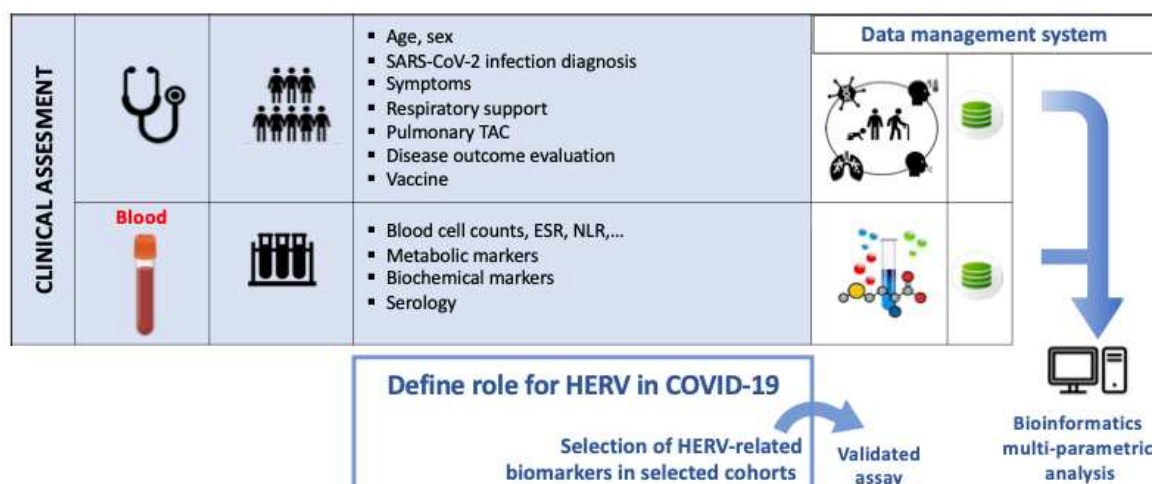 CLINICAL ASSESMENT
Age, sex
SARS-CoV-2 infection diagnosis
Symptoms
Respiratory support
Pulmonary TAC
Disease outcome evaluation
Vaccine
Data management system
Blood
Blood cell counts, ESR, NLR,...
Metabolic markers
Biochemical markers
Serology
Define role for HERV in COVID-19
Selection of HERV-related
biomarkers in selected cohorts
Validated
assay
Bioinformatics
multi-parametric
analysis